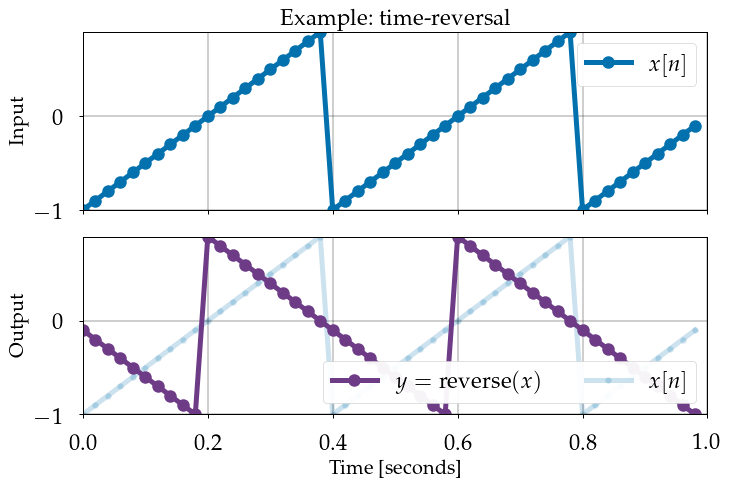 Example: time-reversal
Input
0
−1
x[n]
Output
0
−1
y = reverse(x)
x[n]
0.0 0.2 0.4 0.6 0.8 1.0
Time [seconds]